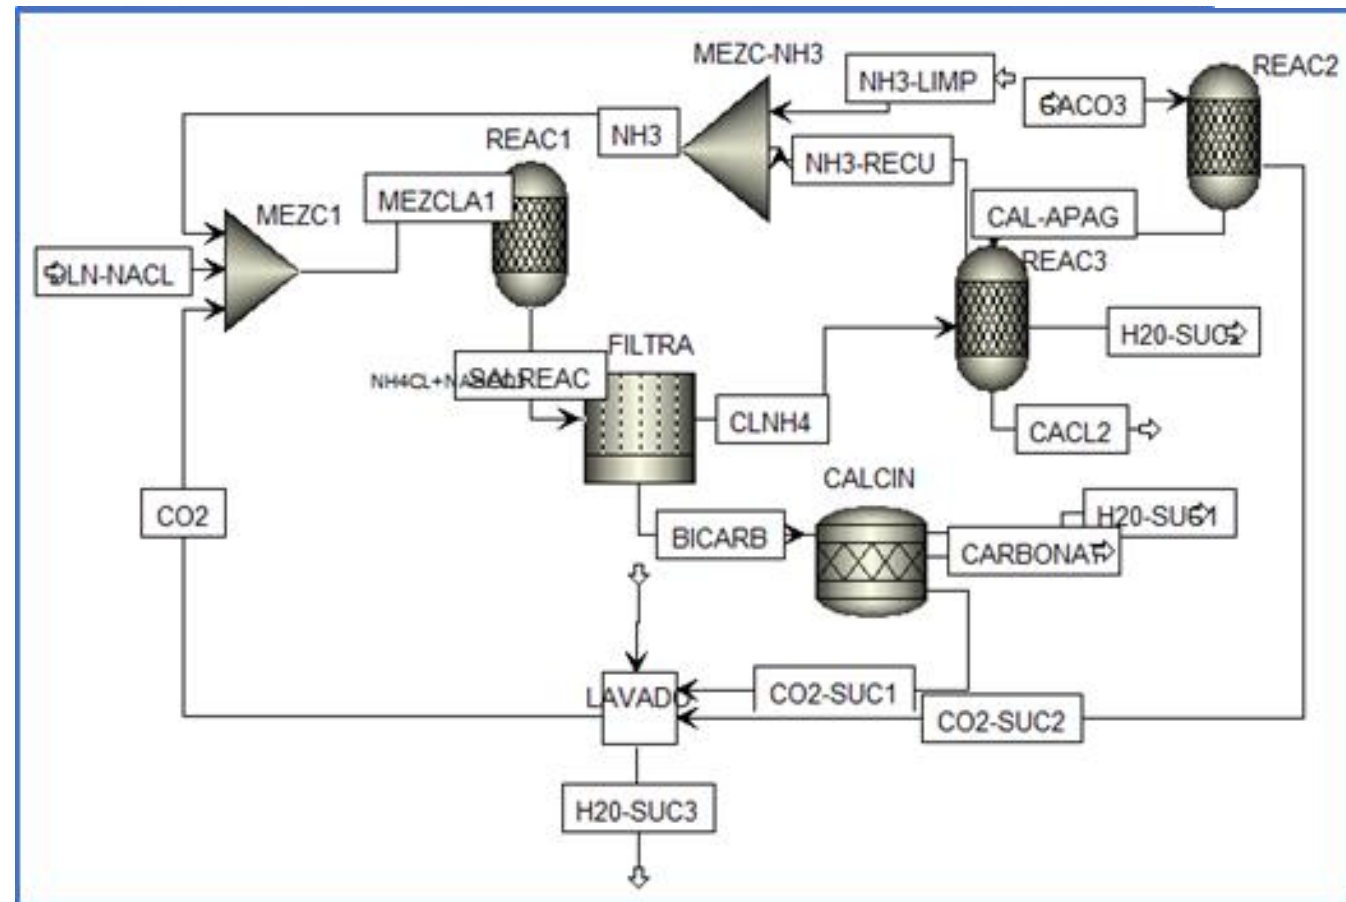 MEZC-NH3
NH3-LIMP
REAC2
CACO3
NH3
REAC1
NH3-RECU
MEZCLA1
MEZC1
CAL-APAG
REAC3
SLN-NACL
H20-SUC2
FILTRA
SALREAC
CLNH4
CACL2
CALCIN
CO2
H20-SUC1
BICARB
CARBONAT
LAVADO
CO2-SUC1
CO2-SUC2
H20-SUC3